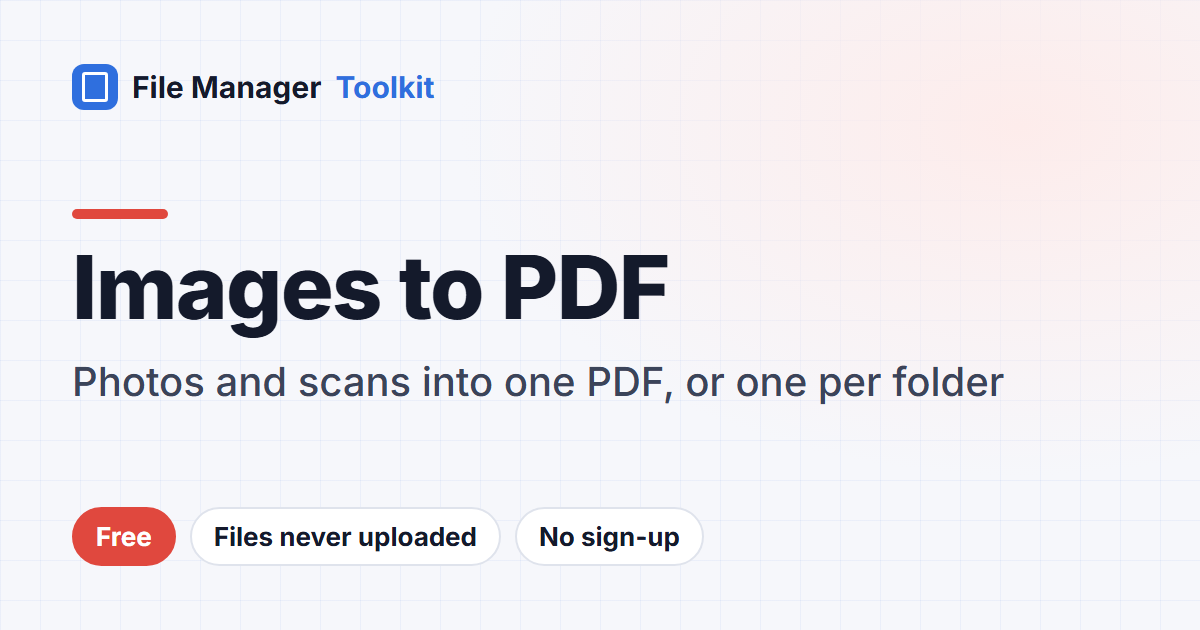 File Manager Toolkit
Images to PDF
Photos and scans into one PDF, or one per folder
Free
Files never uploaded
No sign-up